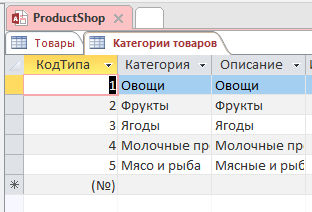 ProductShop
Товары Категории товаров
КодТипа Категория Описание
1 Овощи Овощи
2 Фрукты Фрукты
3 Ягоды Ягоды
4 Молочные пр Молочные пр
5 Мясо и рыба Мясные и рыб
(№)